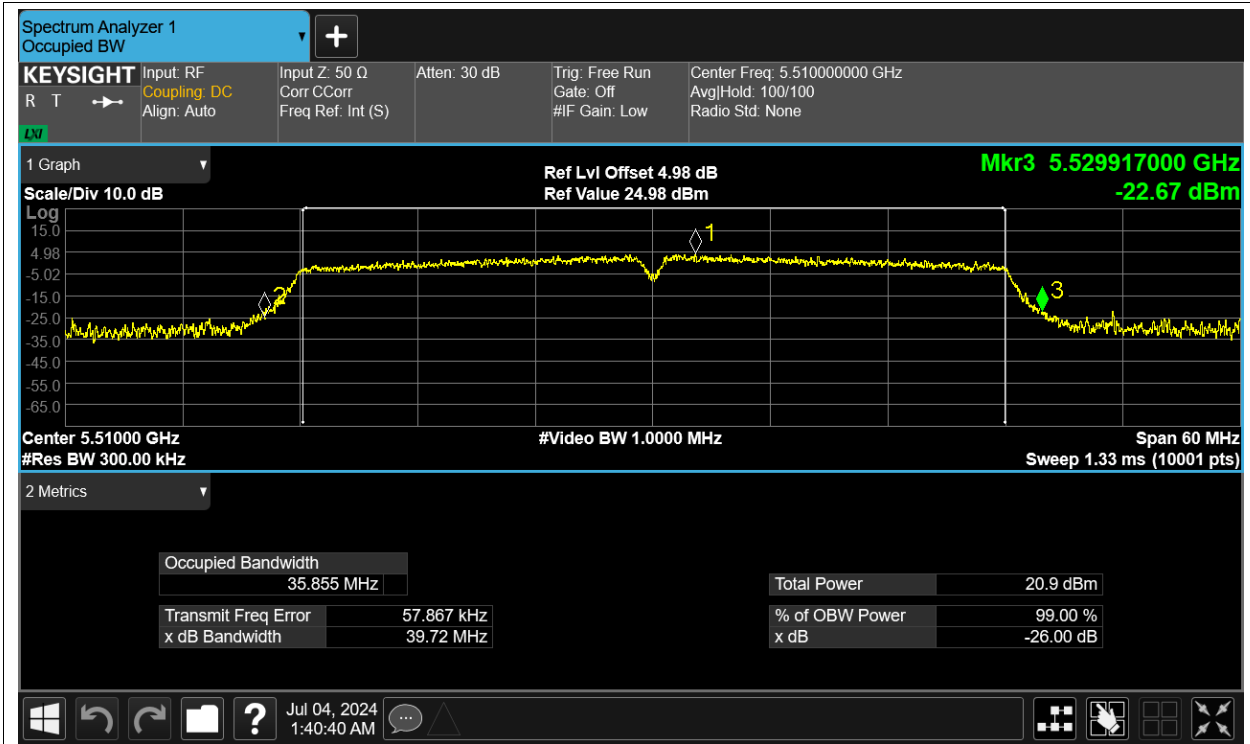 Spectrum Analyzer 1
Occupied BW
KEYSIGHT
R T
LXI
Input: RF
Coupling: DC
Align: Auto
Input Z: 50 Ω
Corr CCorr
Freq Ref: Int (S)
Atten: 30 dB
Trig: Free Run
Gate: Off
#IF Gain: Low
Center Freq: 5.510000000 GHz
Avg|Hold: 100/100
Radio Std: None
1 Graph
Scale/Div 10.0 dB
Ref Lvl Offset 4.98 dB
Ref Value 24.98 dBm
Mkr3 5.529917000 GHz
-22.67 dBm
Log
15.0
4.98
-5.02
-15.0
-25.0
-35.0
-45.0
-55.0
-65.0
1
2
3
Center 5.51000 GHz
#Res BW 300.00 kHz
#Video BW 1.0000 MHz
Span 60 MHz
Sweep 1.33 ms (10001 pts)
2 Metrics
Occupied Bandwidth
35.855 MHz
Transmit Freq Error 57.867 kHz
x dB Bandwidth 39.72 MHz
Total Power 20.9 dBm
% of OBW Power 99.00 %
x dB -26.00 dB
?
Jul 04, 2024
1:40:40 AM